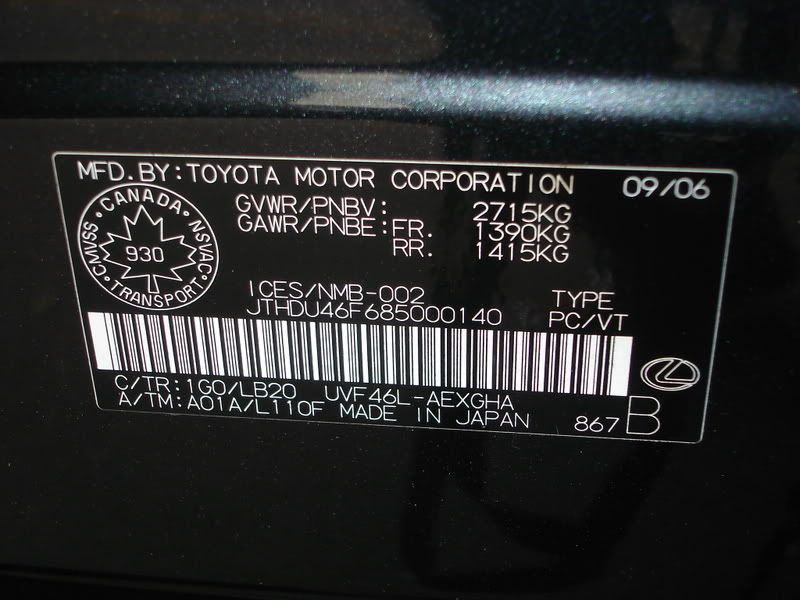 MFD.BY:TOYOTA MOTOR CORPORATION 09/06
CANADA
CMVSS 930 NSVAC
TRANSPORT
GVWR/PNBV: 2715KG
GAWR/PNBE: FR. 1390KG
RR. 1415KG
ICES/NMB-002
JTHDU46F685000140
TYPE
PC/VT
C/TR:1G0/LB20 UVF46L-AEXGHA
A/TM:A01A/L110F MADE IN JAPAN
867 B